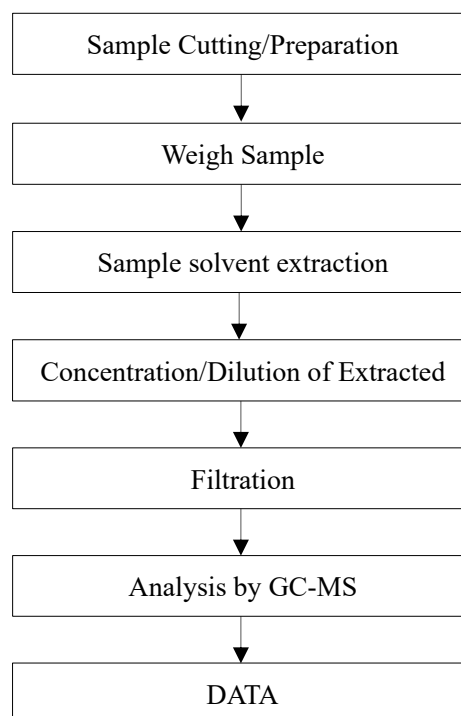 Sample Cutting/Preparation
Weigh Sample
Sample solvent extraction
Concentration/Dilution of Extracted
Filtration
Analysis by GC-MS
DATA